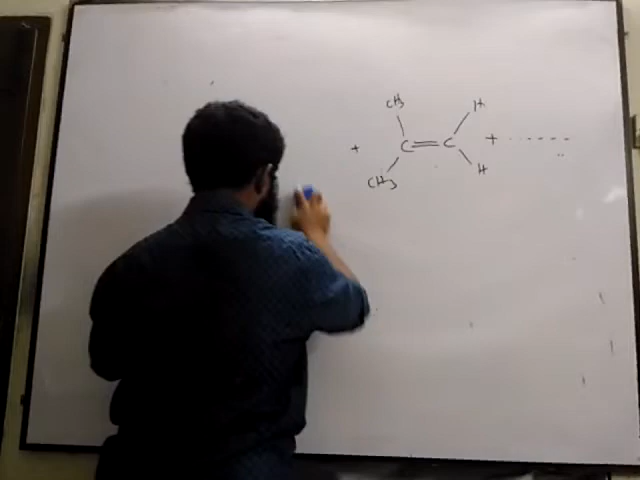 CH3 H
+ C = C + ------
CH3 H